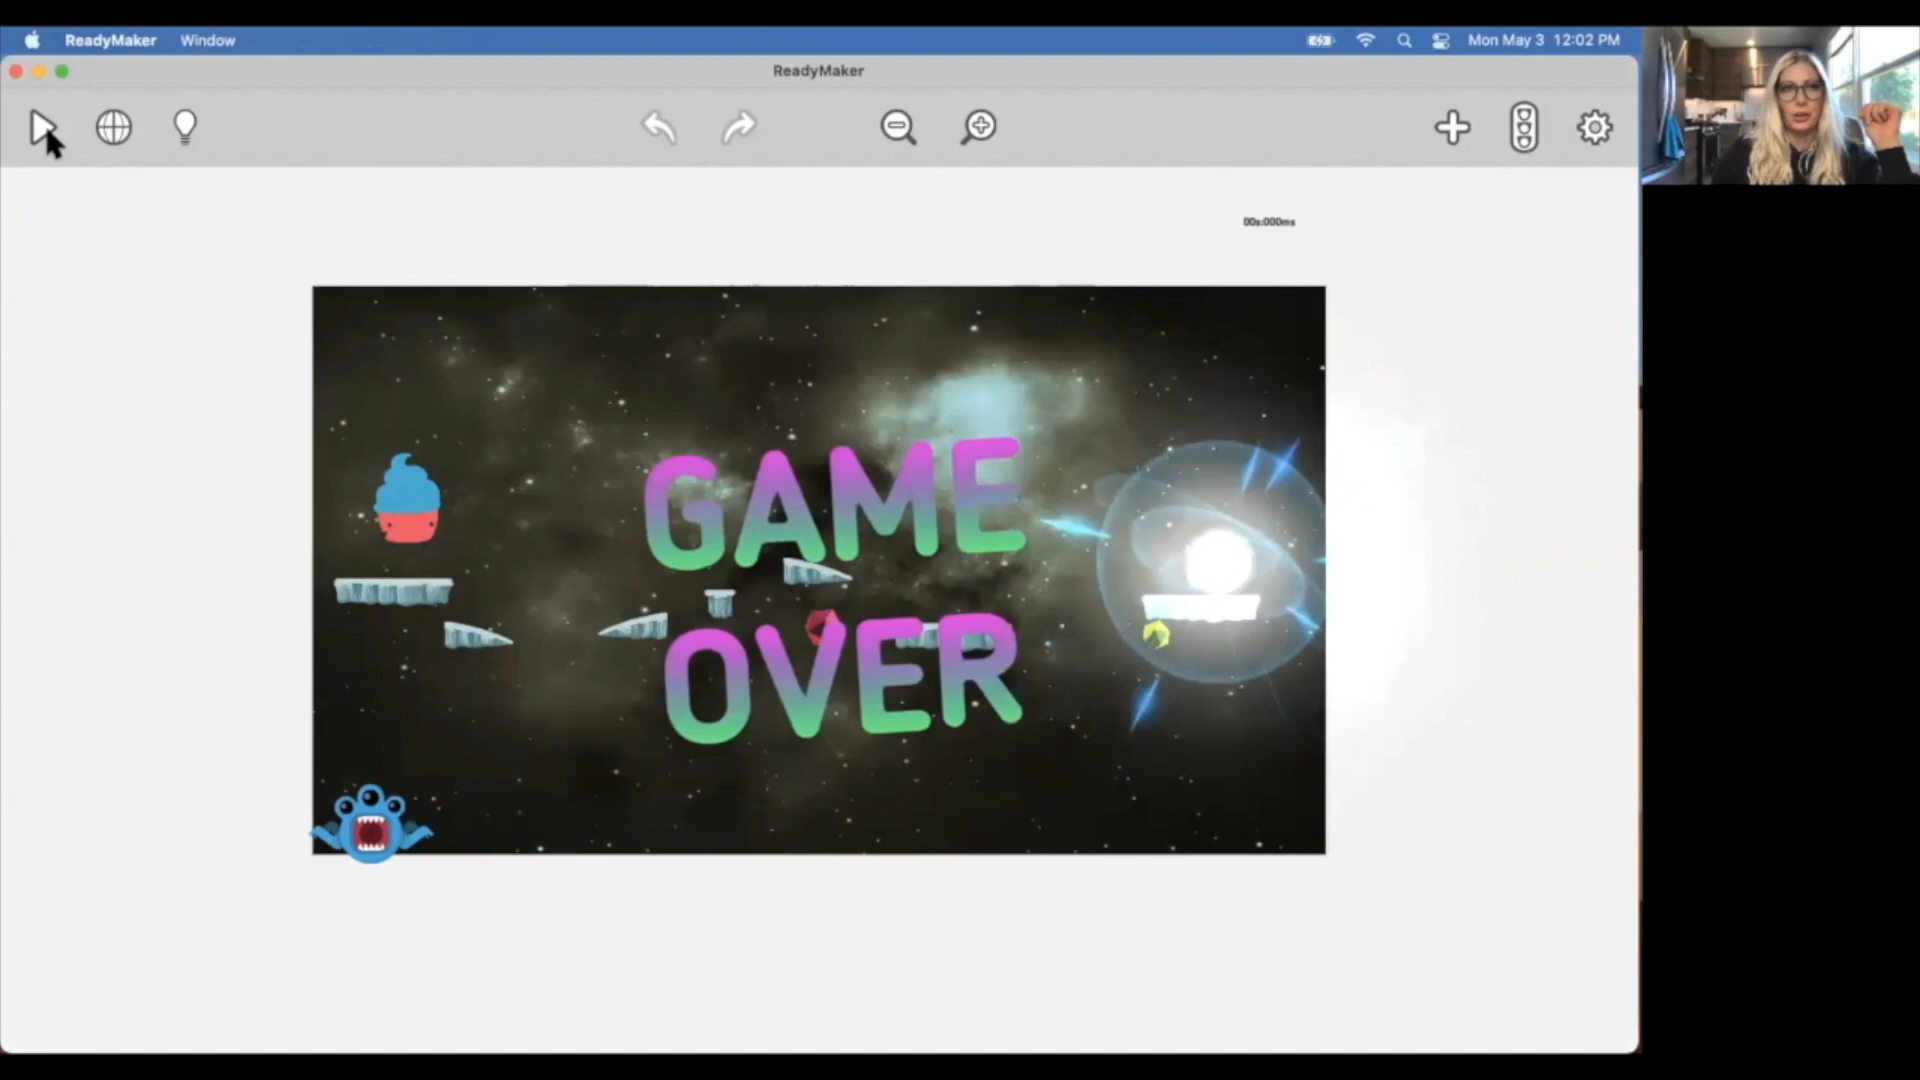 ReadyMaker Window Mon May 3 12:02 PM
ReadyMaker
00s:000ms
GAME
OVER